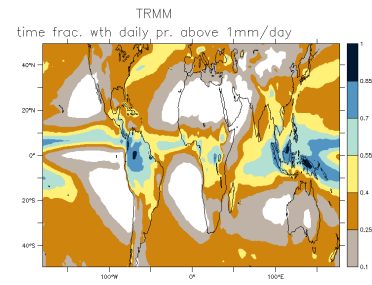 TRMM
time frac. wth daily pr. above 1mm/day
40°N
20°N
0°
20°S
40°S
100°W
0°
100°E
1
0.85
0.7
0.55
0.4
0.25
0.1